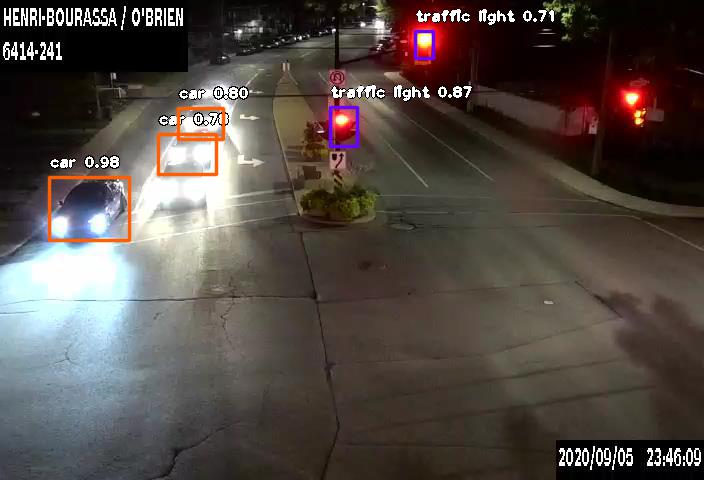 HENRI-BOURASSA / O'BRIEN
6414-241
traffic light 0.71
car 0.80
traffic light 0.87
car 0.78
car 0.98
2020/09/05 23:46:09